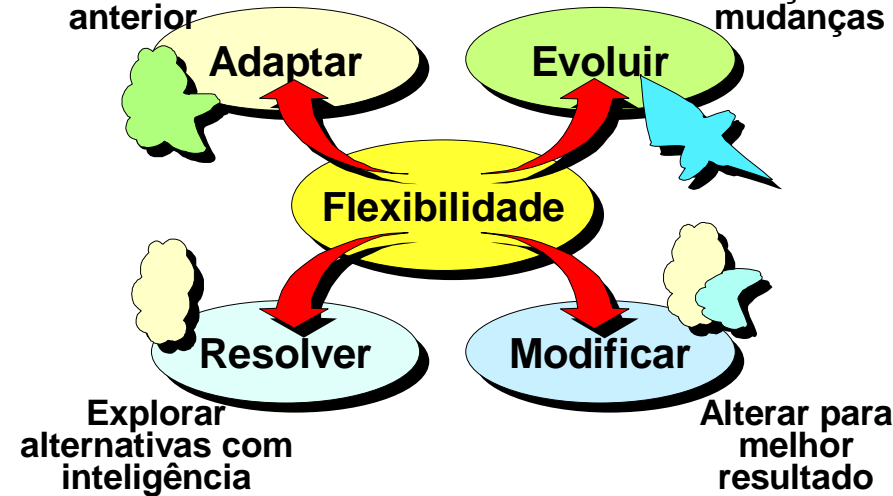 anterior
mudanças
Adaptar
Evoluir
Flexibilidade
Resolver
Modificar
Explorar
alternativas com
inteligência
Alterar para
melhor
resultado